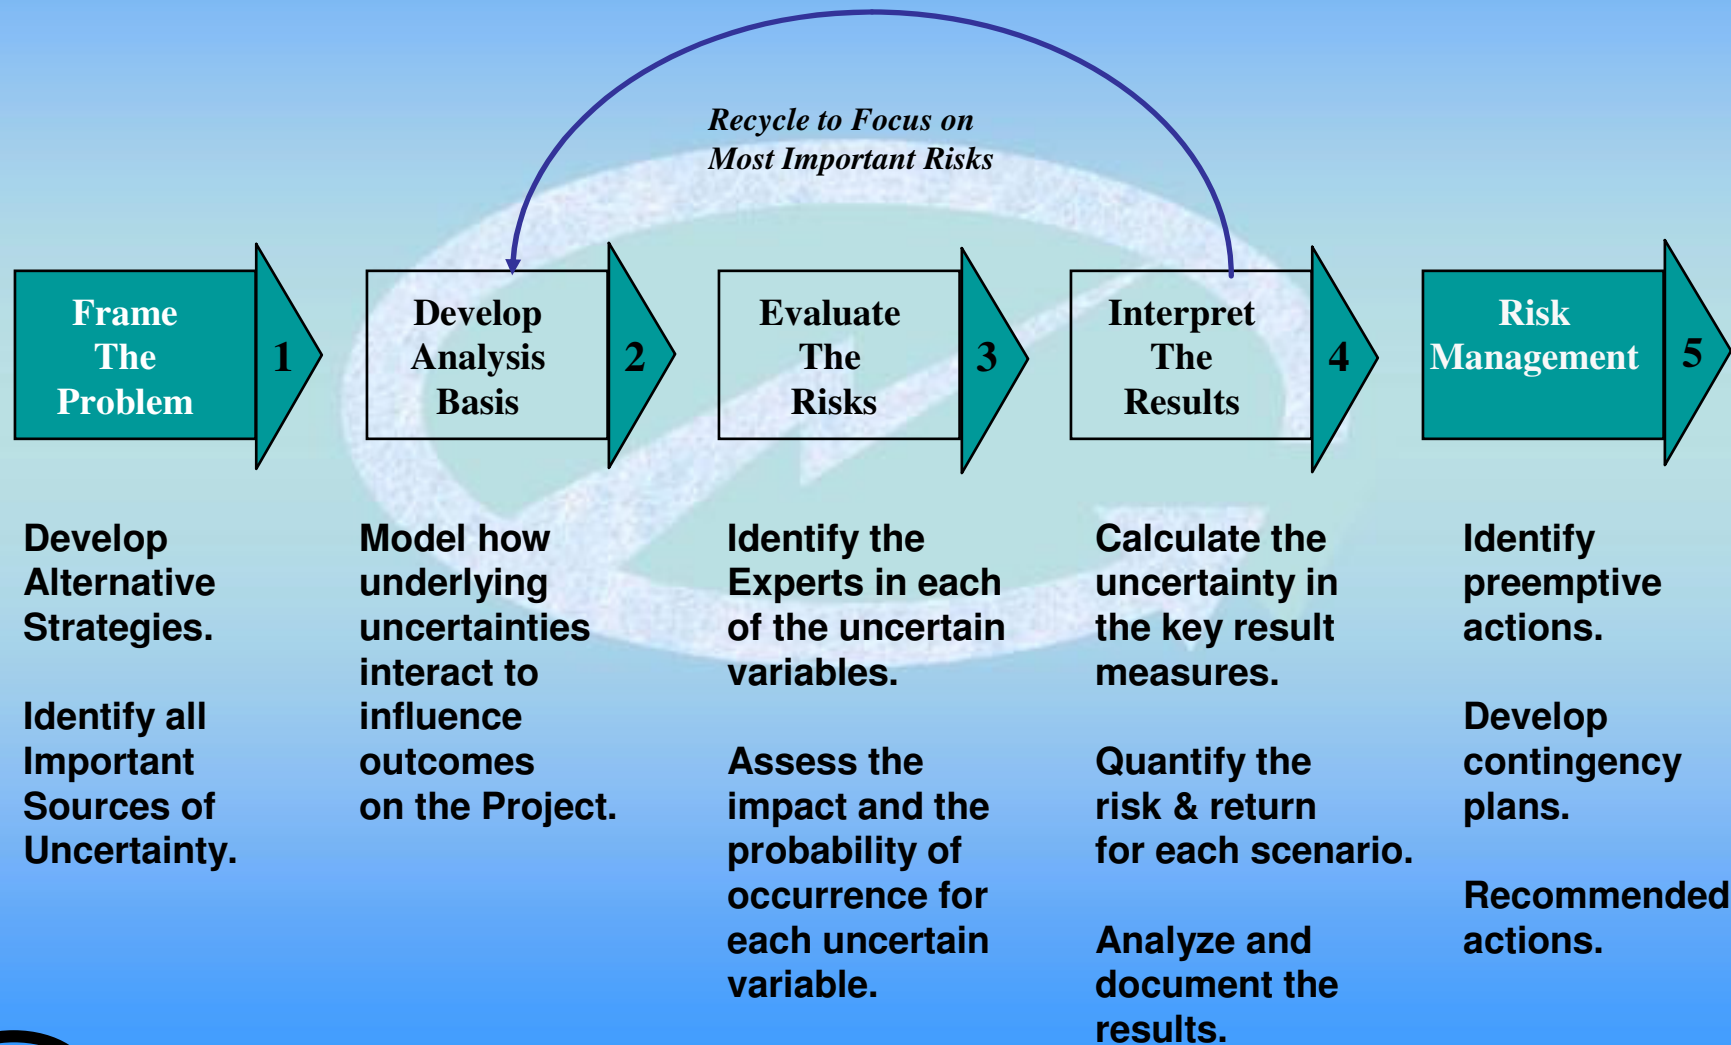 Recycle to Focus on
Most Important Risks
Frame
The
Problem
1
Develop
Analysis
Basis
2
Evaluate
The
Risks
3
Interpret
The
Results
4
Risk
Management
5
Develop
Alternative
Strategies.
Identify all
Important
Sources of
Uncertainty.
Model how
underlying
uncertainties
interact to
influence
outcomes
on the Project.
Identify the
Experts in each
of the uncertain
variables.
Assess the
impact and the
probability of
occurrence for
each uncertain
variable.
Calculate the
uncertainty in
the key result
measures.
Quantify the
risk & return
for each scenario.
Analyze and
document the
results.
Identify
preemptive
actions.
Develop
contingency
plans.
Recommended
actions.